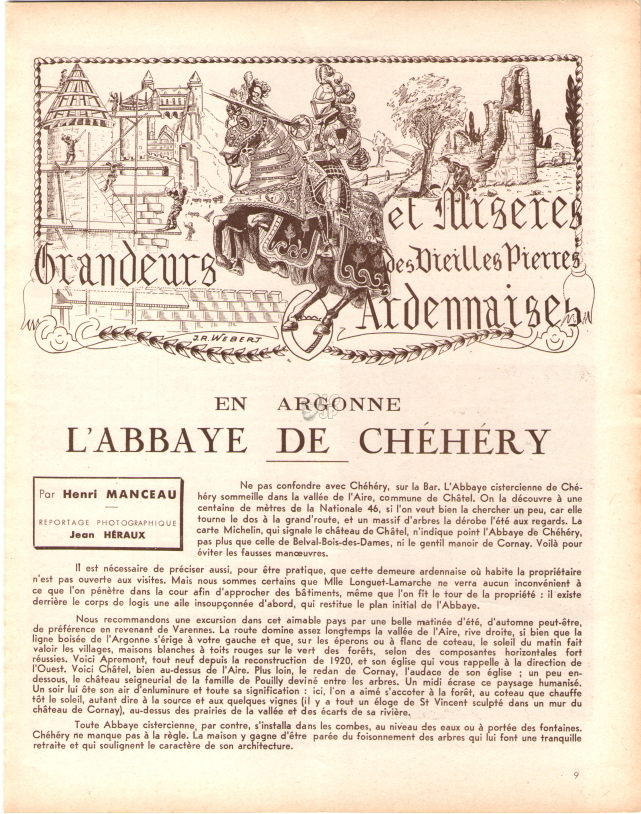 Grandeurs
et Misères
des Vieilles Pierres
Ardennaises
J.R. WEBERT
EN ARGONNE
L'ABBAYE DE CHÉHÉRY
Par Henri MANCEAU
REPORTAGE PHOTOGRAPHIQUE
Jean HÉRAUX
Ne pas confondre avec Chéhéry, sur la Bar. L'Abbaye cistercienne de Ché-
héry sommeille dans la vallée de l'Aire, commune de Châtel. On la découvre à une
centaine de mètres de la Nationale 46, si l'on veut bien la chercher un peu, car elle
tourne le dos à la grand'route, et un massif d'arbres la dérobe l'été aux regards. La
carte Michelin, qui signale le château de Châtel, n'indique point l'Abbaye de Chéhéry,
pas plus que celle de Belval-Bois-des-Dames, ni le gentil manoir de Cornay. Voilà pour
éviter les fausses manœuvres.
Il est nécessaire de préciser aussi, pour être pratique, que cette demeure ardennaise où habite la propriétaire
n'est pas ouverte aux visites. Mais nous sommes certains que Mlle Longuet-Lamarche ne verra aucun inconvénient à
ce que l'on pénètre dans la cour afin d'approcher des bâtiments, même que l'on fît le tour de la propriété : il existe
derrière le corps de logis une aile insoupçonnée d'abord, qui restitue le plan initial de l'Abbaye.
Nous recommandons une excursion dans cet aimable pays par une belle matinée d'été, d'automne peut-être,
de préférence en revenant de Varennes. La route domine assez longtemps la vallée de l'Aire, rive droite, si bien que la
ligne boisée de l'Argonne s'érige à votre gauche et que, sur les éperons ou à flanc de coteau, le soleil du matin fait
valoir les villages, maisons blanches à toits rouges sur le vert des forêts, selon des composantes horizontales fort
réussies. Voici Apremont, tout neuf depuis la reconstruction de 1920, et son église qui vous rappelle à la direction de
l'Ouest. Voici Châtel, bien au-dessus de l'Aire. Plus loin, le redan de Cornay, l'audace de son église ; un peu en-
dessous, le château seigneurial de la famille de Pouilly deviné entre les arbres. Un midi écrase ce paysage humanisé.
Un soir lui ôte son air d'enluminure et toute sa signification : ici, l'on a aimé s'accoter à la forêt, au coteau que chauffe
tôt le soleil, autant dire à la source et aux quelques vignes (il y a tout un éloge de St Vincent sculpté dans un mur du
château de Cornay), au-dessus des prairies de la vallée et des écarts de sa rivière.
Toute Abbaye cistercienne, par contre, s'installa dans les combes, au niveau des eaux ou à portée des fontaines.
Chéhéry ne manque pas à la règle. La maison y gagne d'être parée du foisonnement des arbres qui lui font une tranquille
retraite et qui soulignent le caractère de son architecture.
9